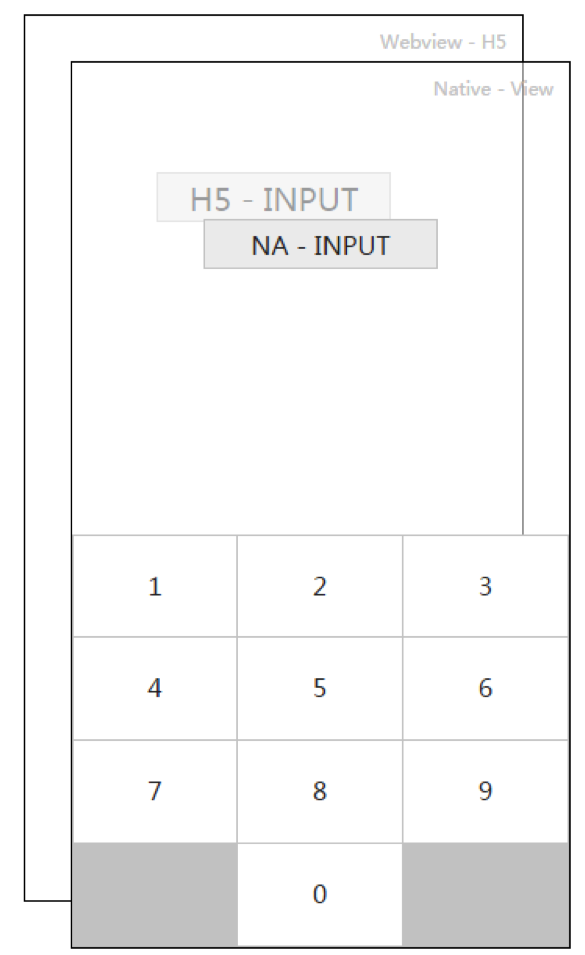 Webview - H5
Native - View
H5 - INPUT
NA - INPUT
1 2 3
4 5 6
7 8 9
0